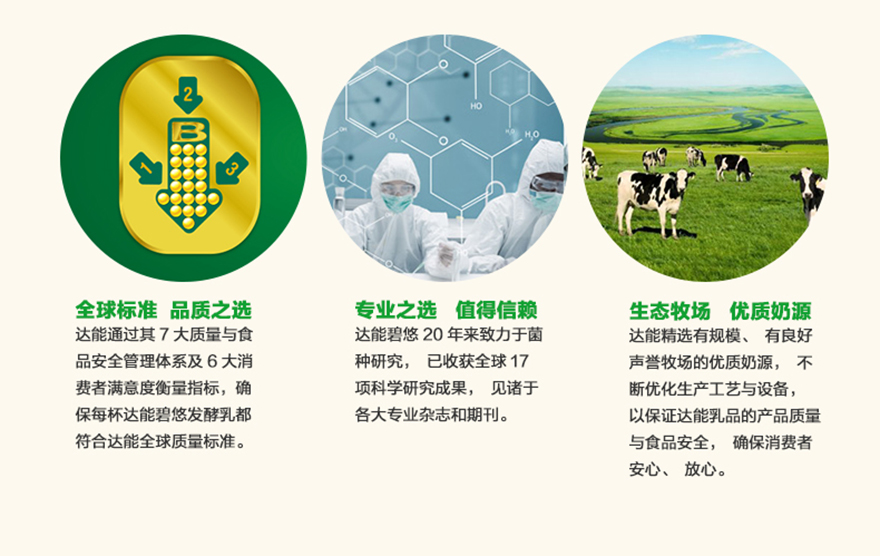 2
B
1
3
HO
H₂O
H₂O
O₃
全球标准 品质之选
达能通过其 7 大质量与食
品安全管理体系及 6 大消
费者满意度衡量指标，确
保每杯达能碧悠发酵乳都
符合达能全球质量标准。
专业之选 值得信赖
达能碧悠 20 年来致力于菌
种研究， 已收获全球 17
项科学研究成果， 见诸于
各大专业杂志和期刊。
生态牧场 优质奶源
达能精选有规模、 有良好
声誉牧场的优质奶源， 不
断优化生产工艺与设备，
以保证达能乳品的产品质量
与食品安全， 确保消费者
安心、 放心。